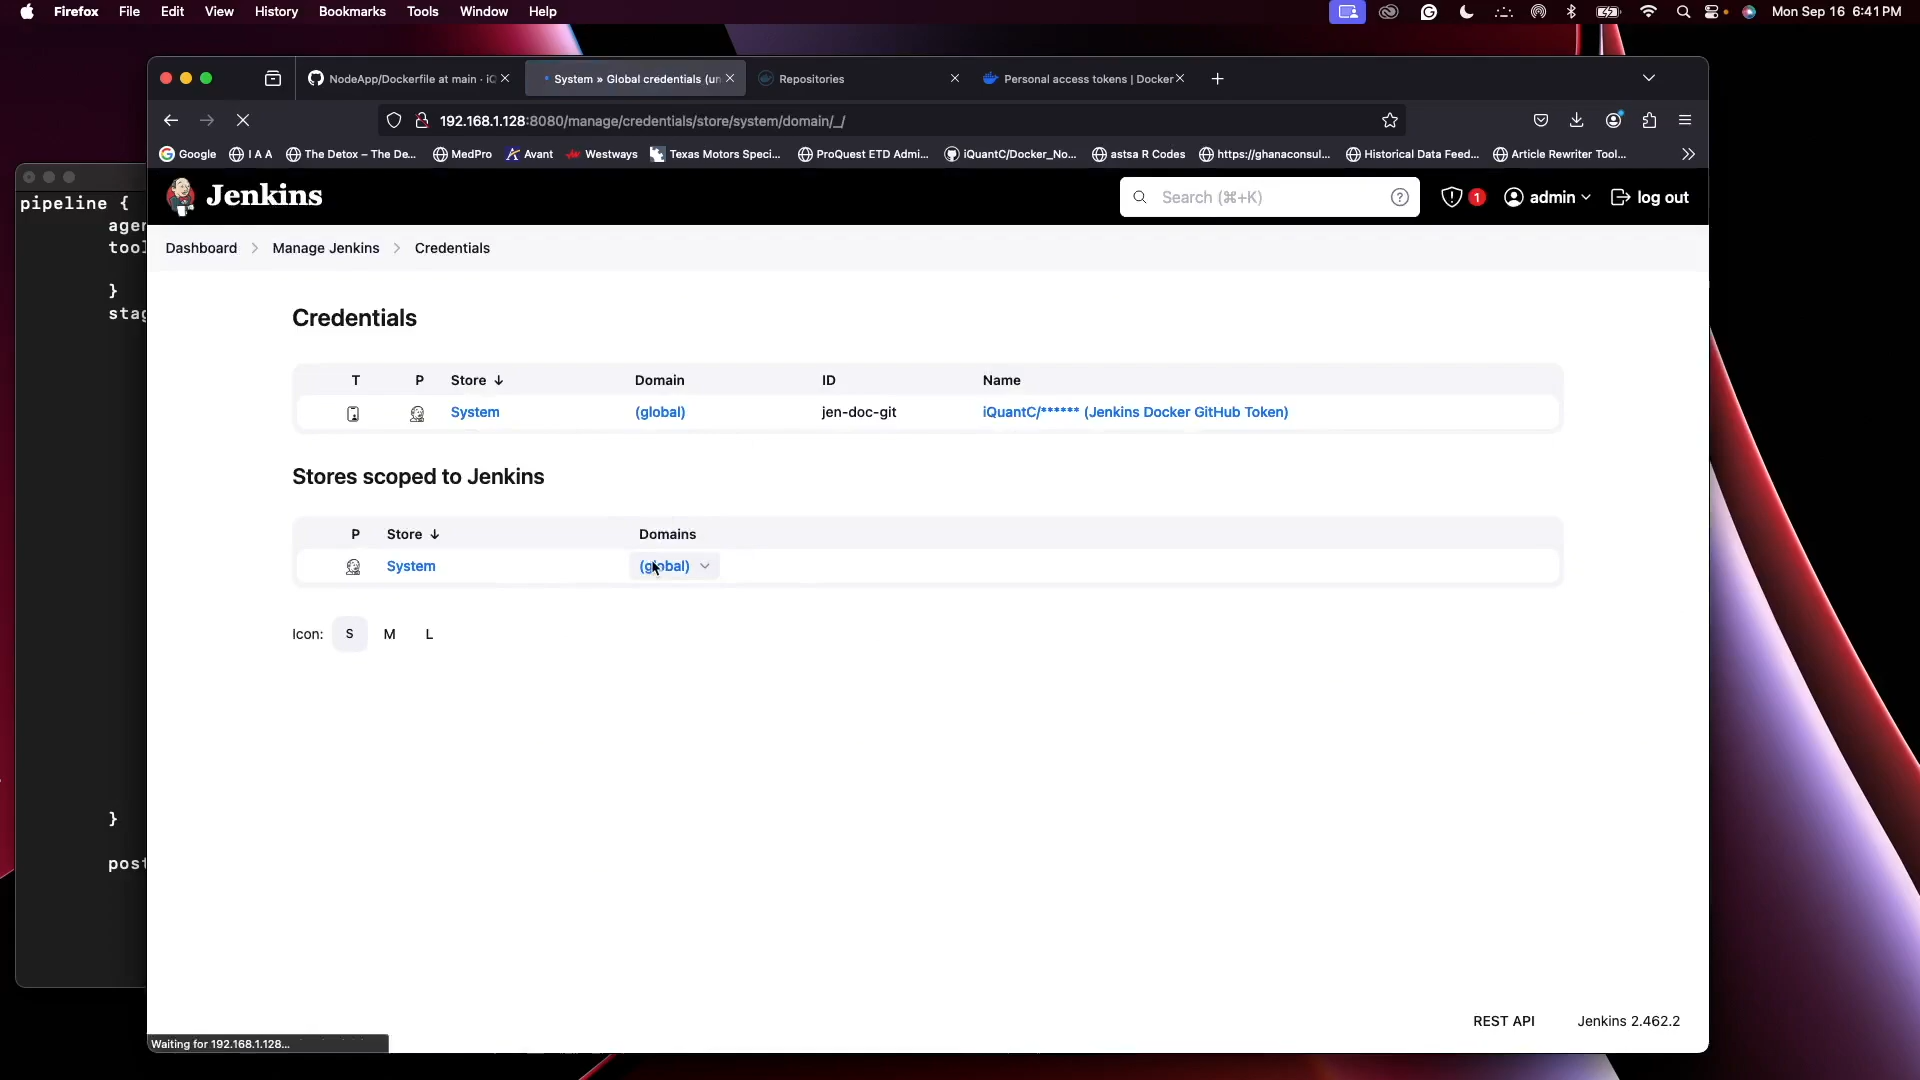 Firefox File Edit View History Bookmarks Tools Window Help Mon Sep 16 6:41 PM
NodeApp/Dockerfile at main · iQ System » Global credentials (un Repositories Personal access tokens | Docker
192.168.1.128:8080/manage/credentials/store/system/domain/_/
Google I A A The Detox – The De... MedPro Avant Westways Texas Motors Speci... ProQuest ETD Admi... iQuantC/Docker_No... astsa R Codes https://ghanaconsul... Historical Data Feed... Article Rewriter Tool...
Jenkins Search (⌘+K) 1 admin log out
pipeline {
agen
tool
}
stag
}
post
Dashboard Manage Jenkins Credentials
Credentials
T P Store ↓ Domain ID Name
System (global) jen-doc-git iQuantC/****** (Jenkins Docker GitHub Token)
Stores scoped to Jenkins
P Store ↓ Domains
System (global)
Icon: S M L
REST API Jenkins 2.462.2
Waiting for 192.168.1.128...